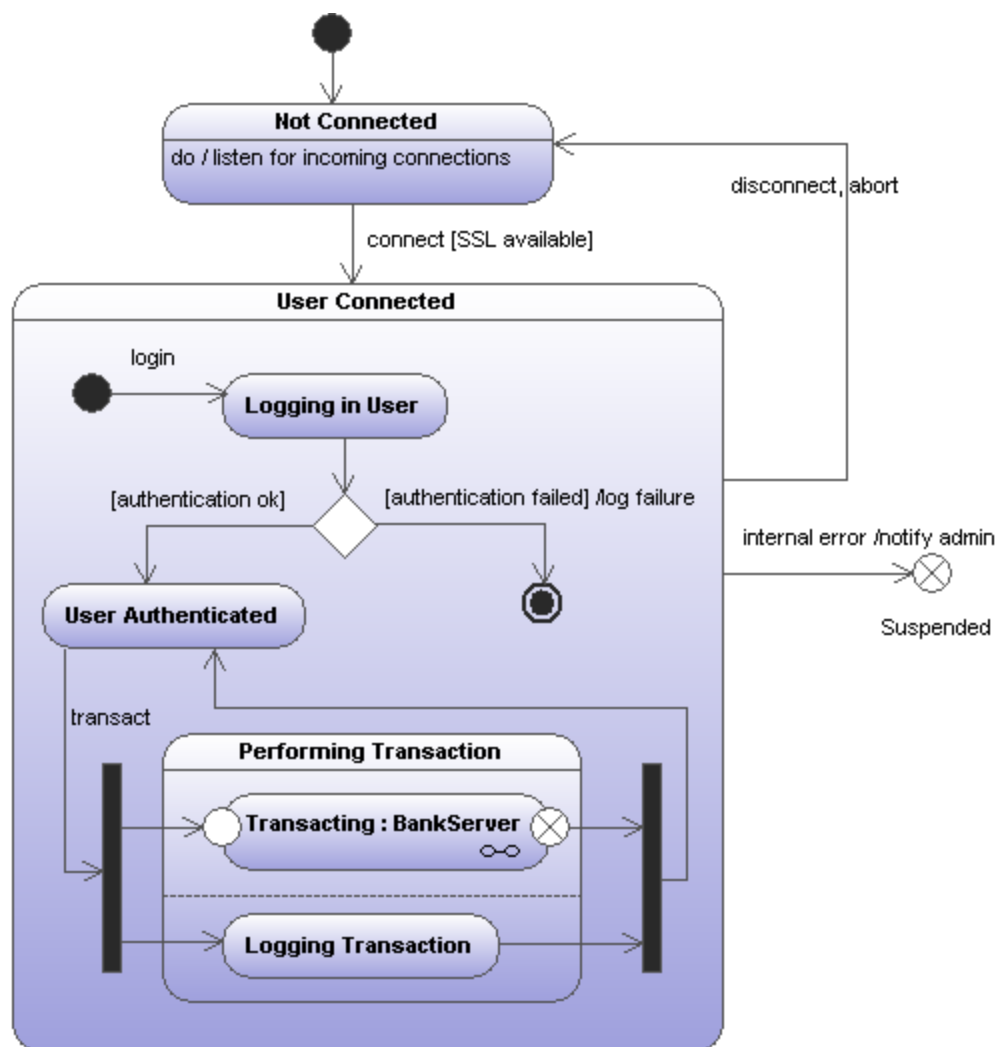 Not Connected
do / listen for incoming connections
disconnect, abort
connect [SSL available]
User Connected
login
Logging in User
[authentication ok]
[authentication failed] /log failure
internal error /notify admin
User Authenticated
Suspended
transact
Performing Transaction
Transacting : BankServer
Logging Transaction